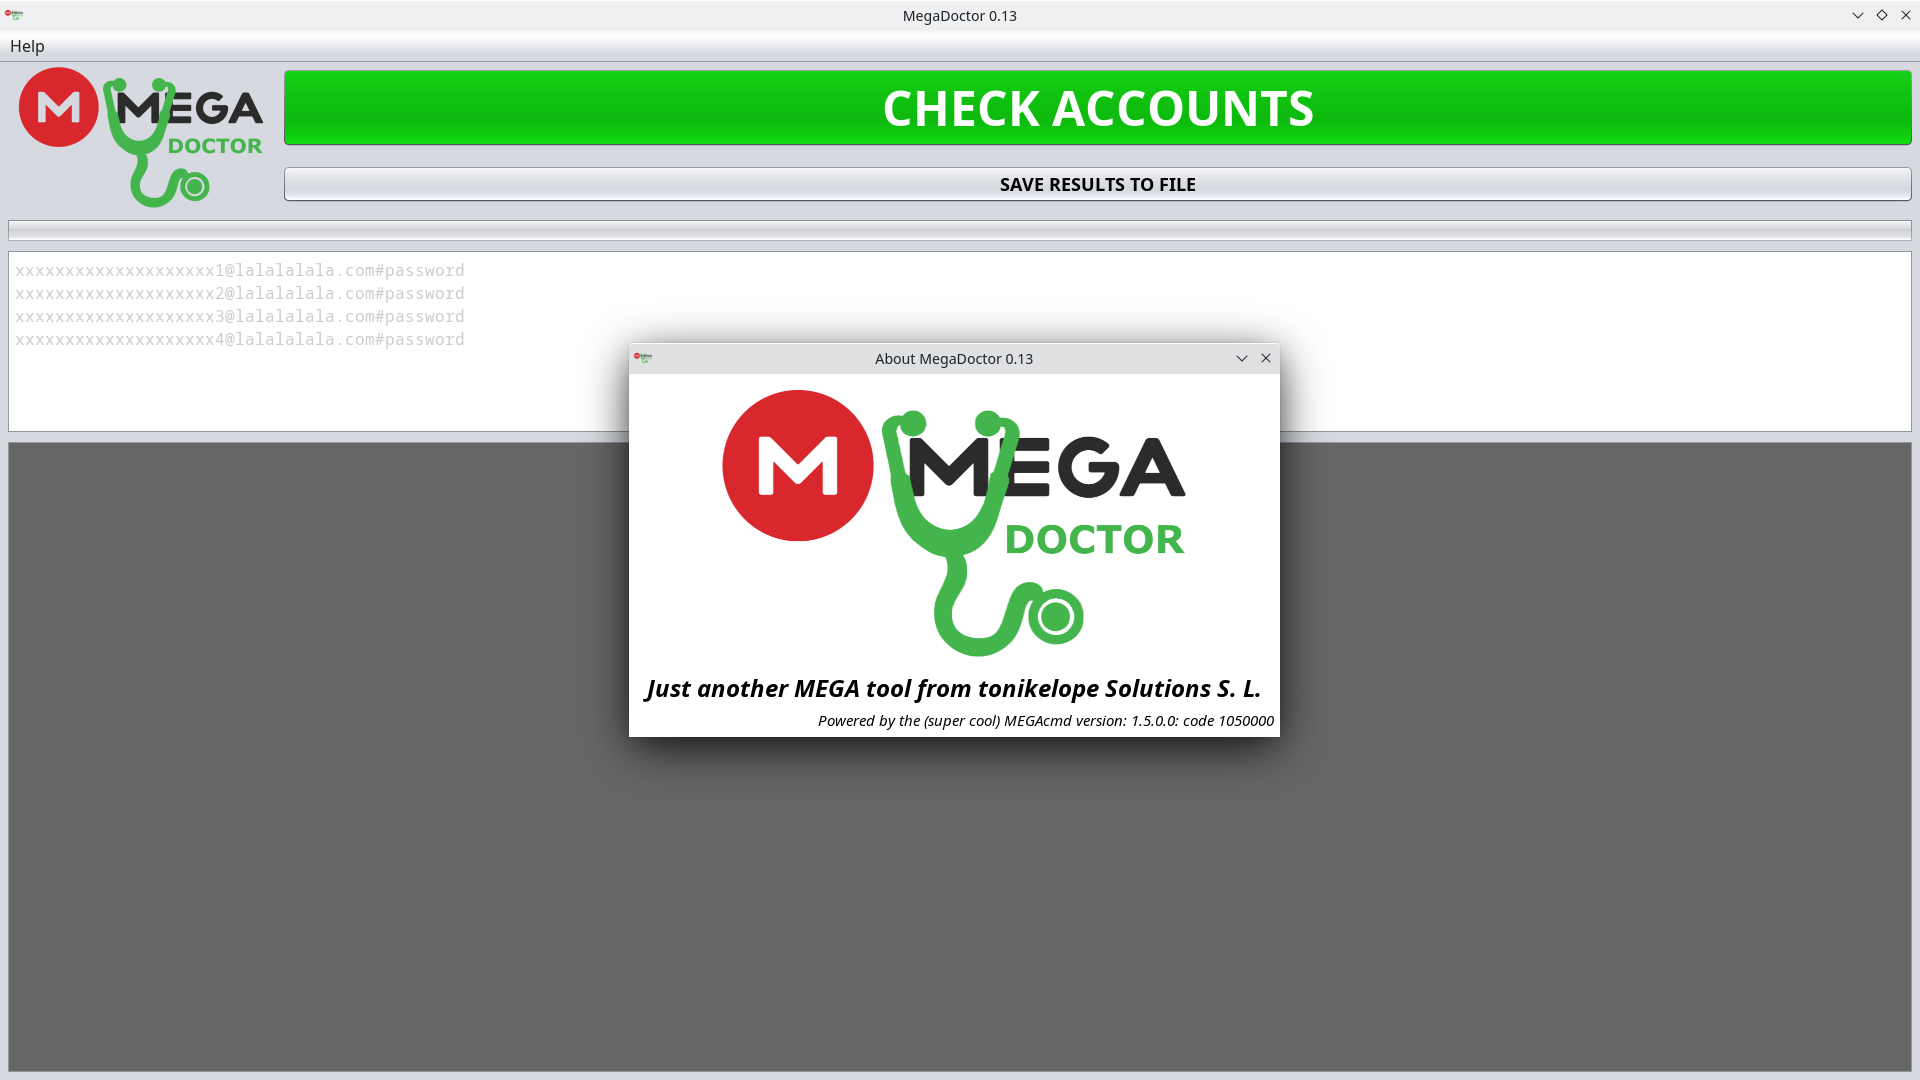 MegaDoctor 0.13
Help
M MEGA
DOCTOR
CHECK ACCOUNTS
SAVE RESULTS TO FILE
xxxxxxxxxxxxxxxxxxxx1@lalalalala.com#password
xxxxxxxxxxxxxxxxxxxx2@lalalalala.com#password
xxxxxxxxxxxxxxxxxxxx3@lalalalala.com#password
xxxxxxxxxxxxxxxxxxxx4@lalalalala.com#password
About MegaDoctor 0.13
M MEGA
DOCTOR
Just another MEGA tool from tonikelope Solutions S. L.
Powered by the (super cool) MEGAcmd version: 1.5.0.0: code 1050000